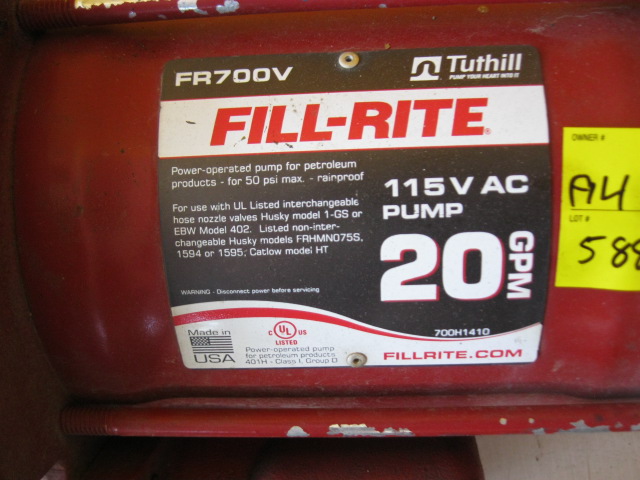 FR700V
Tuthill
PUMP YOUR HEART INTO IT
FILL-RITE
Power-operated pump for petroleum
products - for 50 psi max. - rainproof
For use with UL Listed interchangeable
hose nozzle valves Husky model 1-GS or
EBW Model 402. Listed non-inter-
changeable Husky models FRHMN075S,
1594 or 1595, Catlow model HT
WARNING - Disconnect power before servicing
115 V AC
PUMP
20 GPM
700H1410
Made in
USA
C UL US
LISTED
Power-operated pump
for petroleum products
401H - Class I, Group D
FILLRITE.COM
OWNER #
A4
LOT #
588